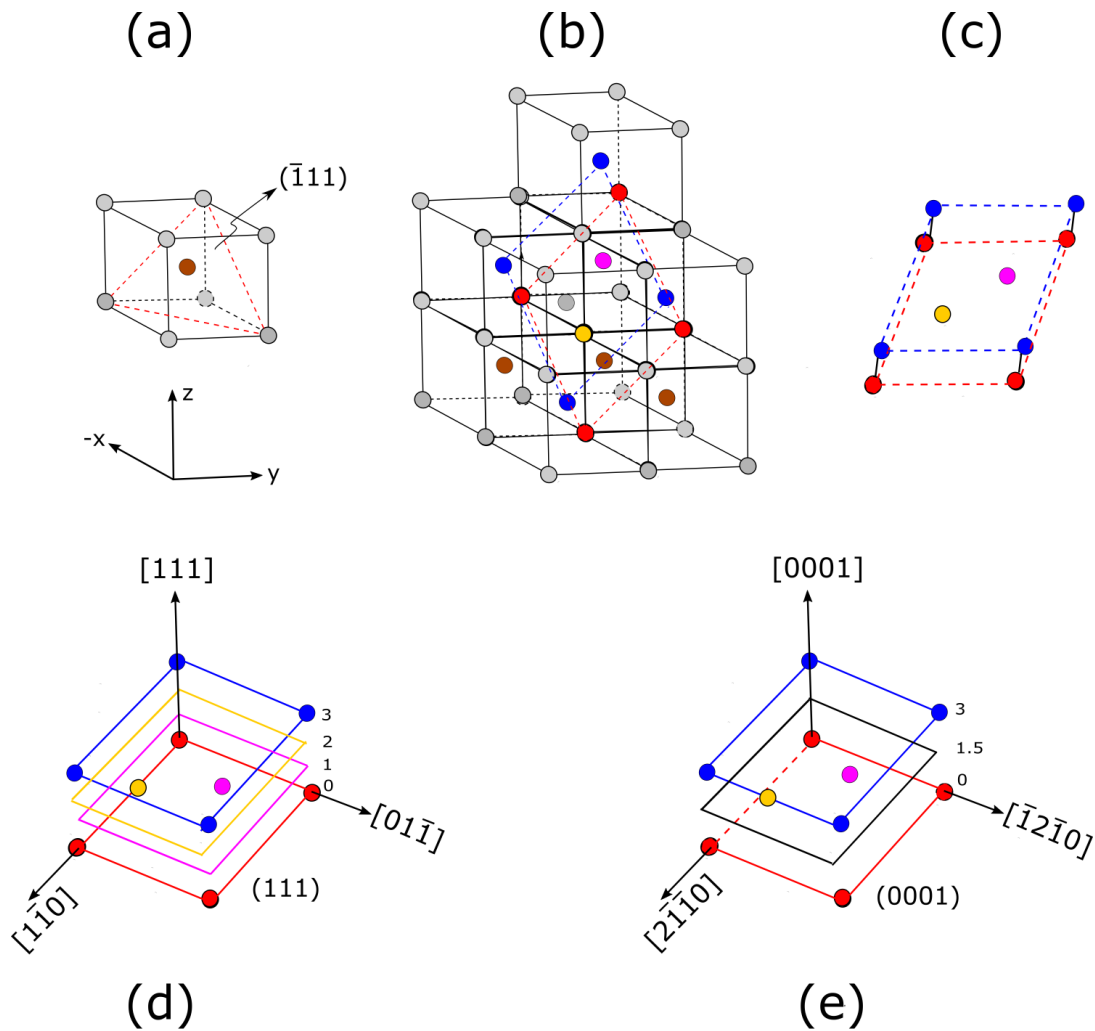 (a)
(b)
(c)
(1̅11)
z
-x
y
[111]
3
2
1
0
[011̅]
[11̅0]
(111)
[0001]
3
1.5
0
[1̅21̅0]
[21̅1̅0]
(0001)
(d)
(e)